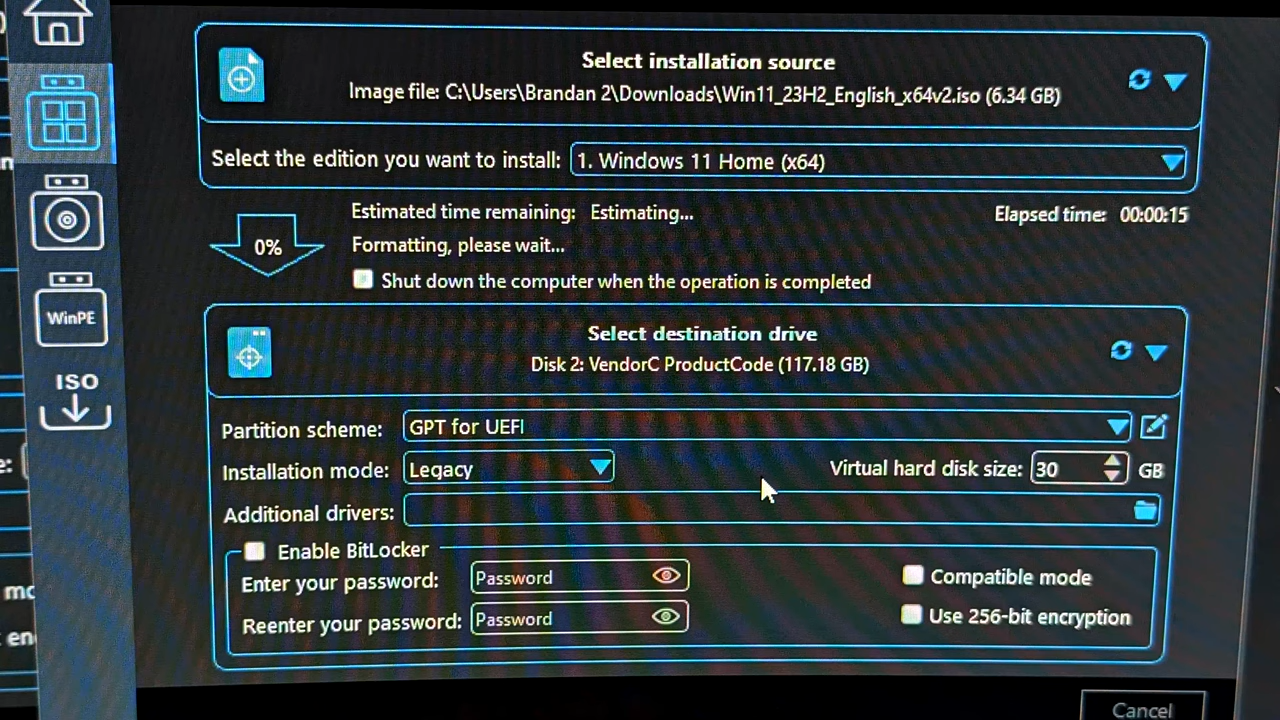 Select installation source
Image file: C:\Users\Brandan 2\Downloads\Win11_23H2_English_x64v2.iso (6.34 GB)
Select the edition you want to install: 1. Windows 11 Home (x64)
Estimated time remaining: Estimating... Elapsed time: 00:00:15
0% Formatting, please wait...
Shut down the computer when the operation is completed
WinPE
Select destination drive
Disk 2: VendorC ProductCode (117.18 GB)
ISO
Partition scheme: GPT for UEFI
Installation mode: Legacy Virtual hard disk size: 30 GB
Additional drivers:
Enable BitLocker
Enter your password: Password Compatible mode
Reenter your password: Password Use 256-bit encryption
Cancel